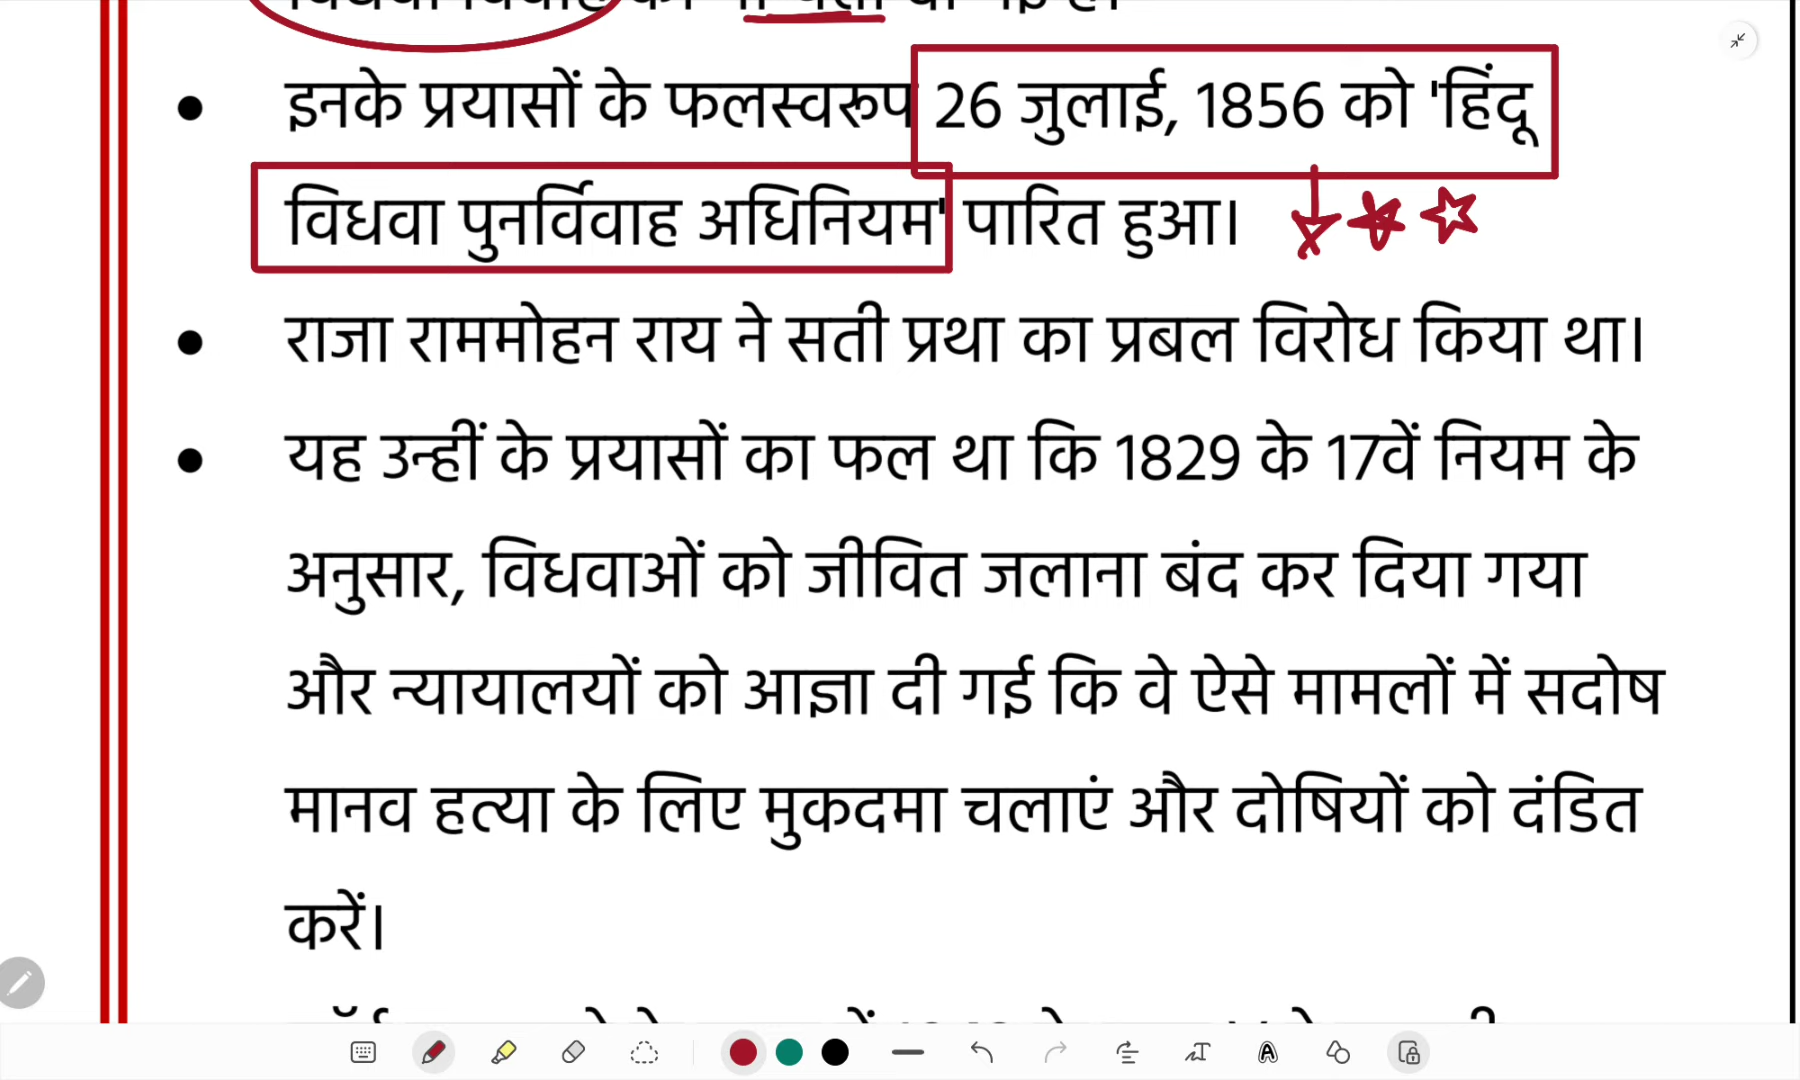 विधवा विवाह
• इनके प्रयासों के फलस्वरूप 26 जुलाई, 1856 को 'हिंदू
विधवा पुनर्विवाह अधिनियम' पारित हुआ।
• राजा राममोहन राय ने सती प्रथा का प्रबल विरोध किया था।
• यह उन्हीं के प्रयासों का फल था कि 1829 के 17वें नियम के
अनुसार, विधवाओं को जीवित जलाना बंद कर दिया गया
और न्यायालयों को आज्ञा दी गई कि वे ऐसे मामलों में सदोष
मानव हत्या के लिए मुकदमा चलाएं और दोषियों को दंडित
करें।